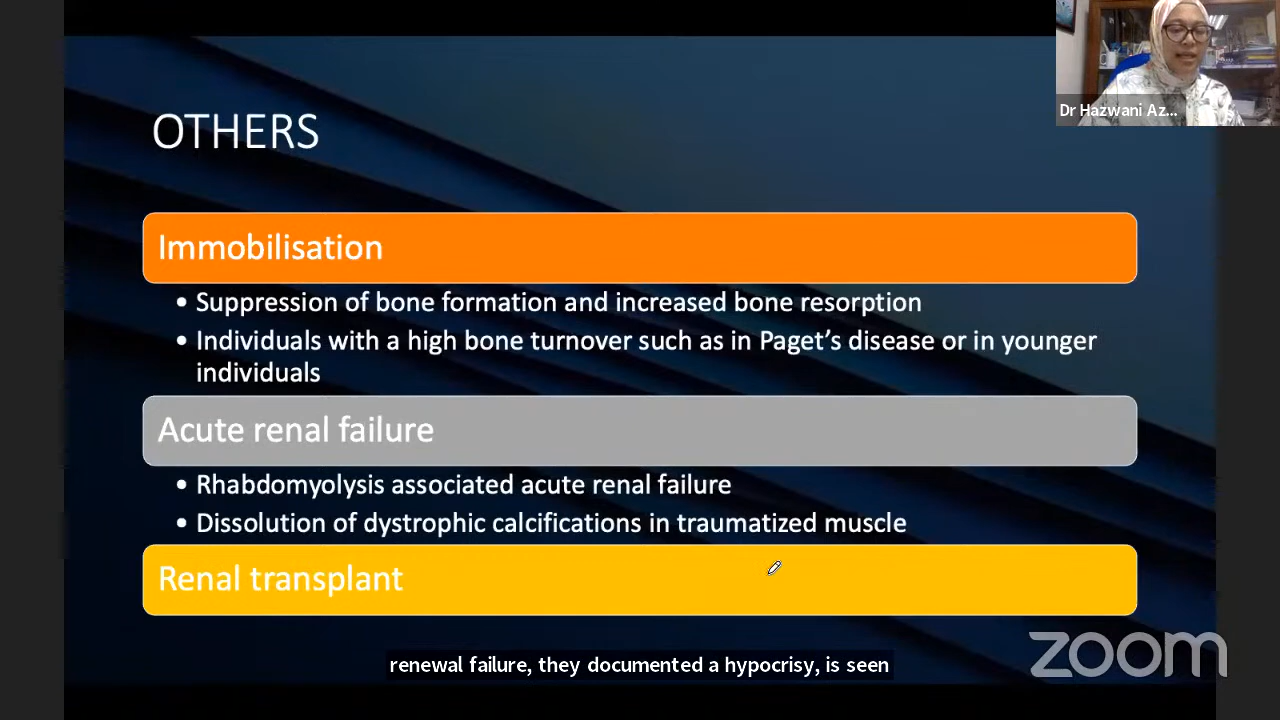 Dr Hazwani Az...
OTHERS
Immobilisation
• Suppression of bone formation and increased bone resorption
• Individuals with a high bone turnover such as in Paget's disease or in younger
individuals
Acute renal failure
• Rhabdomyolysis associated acute renal failure
• Dissolution of dystrophic calcifications in traumatized muscle
Renal transplant
renewal failure, they documented a hypocrisy, is seen
zoom